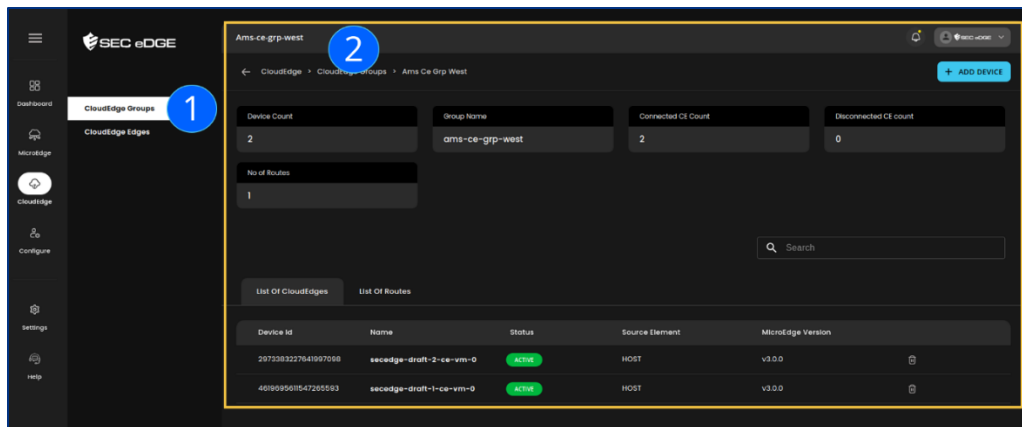 SEC eDGE
Dashboard
MicroEdge
CloudEdge
Configure
Settings
Help
CloudEdge Groups
1
CloudEdge Edges
Ams-ce-grp-west
2
SEC eDGE
CloudEdge > CloudEdge Groups > Ams Ce Grp West
+ ADD DEVICE
Device Count
2
Group Name
ams-ce-grp-west
Connected CE Count
2
Disconnected CE count
0
No of Routes
1
Search
List Of CloudEdges
List Of Routes
Device Id Name Status Source Element MicroEdge Version
2973383227641997098 secedge-draft-2-ce-vm-0 ACTIVE HOST v3.0.0
4619695611547265593 secedge-draft-1-ce-vm-0 ACTIVE HOST v3.0.0